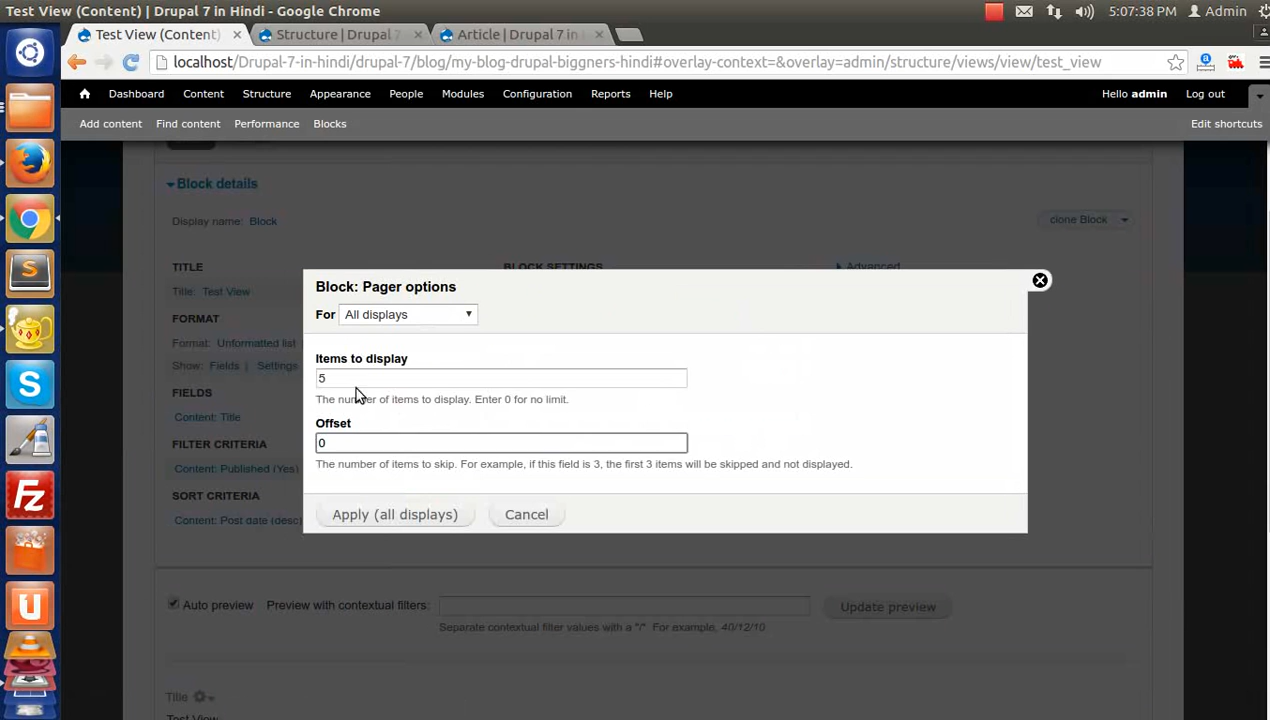 Test View (Content) | Drupal 7 in Hindi - Google Chrome
5:07:38 PM
Admin
Test View (Content)
Structure | Drupal 7
Article | Drupal 7 in H
localhost/Drupal-7-in-hindi/drupal-7/blog/my-blog-drupal-biggners-hindi#overlay-context=&overlay=admin/structure/views/view/test_view
Dashboard Content Structure Appearance People Modules Configuration Reports Help
Hello admin Log out
Add content Find content Performance Blocks
Edit shortcuts
Block details
Display name: Block
clone Block
TITLE
BLOCK SETTINGS
Advanced
Title: Test View
FORMAT
Format: Unformatted list
Show: Fields | Settings
FIELDS
Content: Title
FILTER CRITERIA
Content: Published (Yes)
SORT CRITERIA
Content: Post date (desc)
Block: Pager options
For All displays
Items to display
5
The number of items to display. Enter 0 for no limit.
Offset
0
The number of items to skip. For example, if this field is 3, the first 3 items will be skipped and not displayed.
Apply (all displays) Cancel
Auto preview Preview with contextual filters:
Update preview
Separate contextual filter values with a "/". For example, 40/12/10
Title
Test View